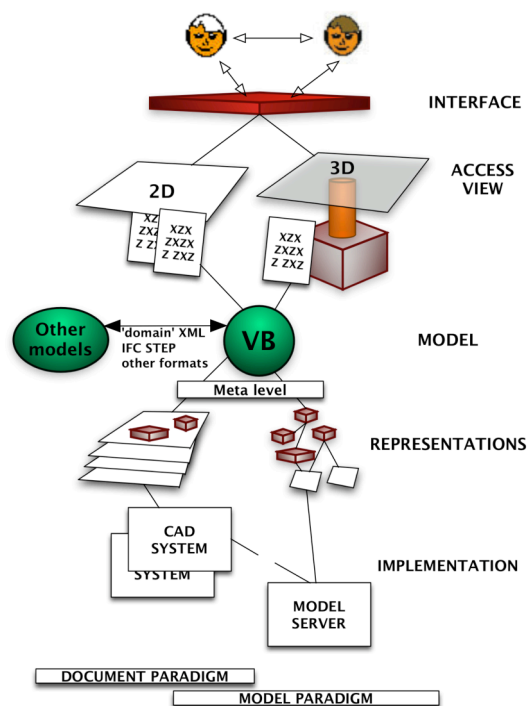 INTERFACE
2D
3D
ACCESS
VIEW
XZX
ZXZX
Z
XZX
ZXZX
Z ZXZ
XZX
ZXZX
Z ZXZ
Other
models
'domain' XML
IFC STEP
other formats
VB
MODEL
Meta level
REPRESENTATIONS
CAD
SYSTEM
SYSTEM
IMPLEMENTATION
MODEL
SERVER
DOCUMENT PARADIGM
MODEL PARADIGM